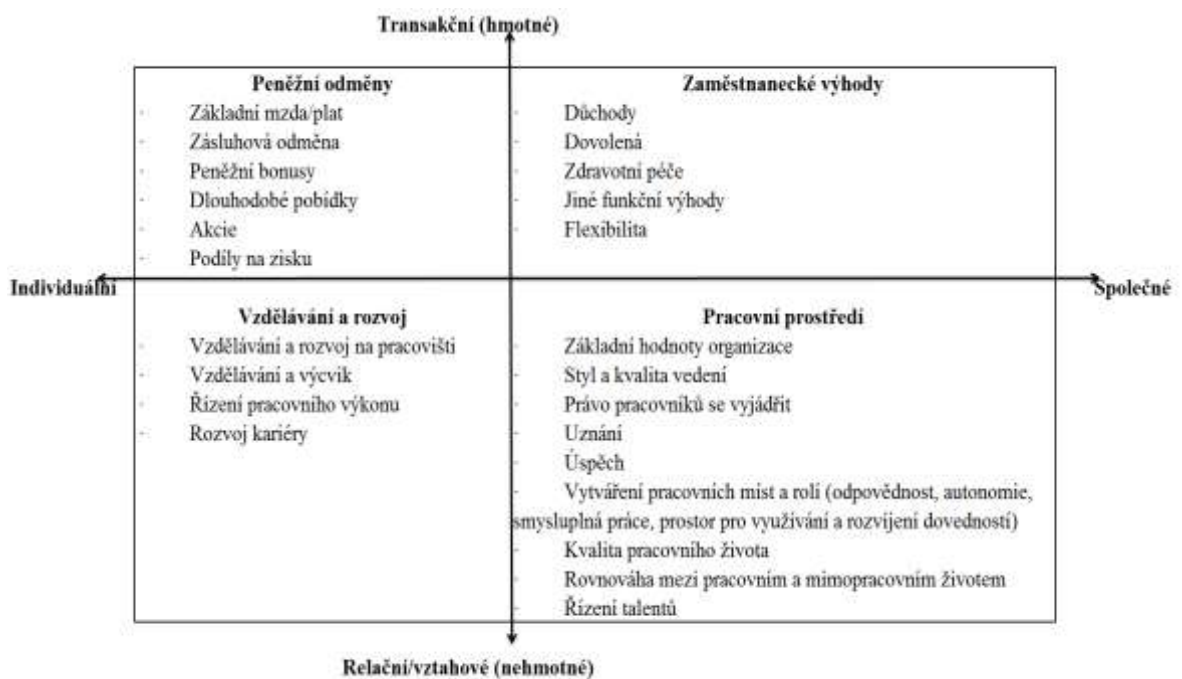 Transakční (hmotné)
Peněžní odměny
- Základní mzda/plat
- Zásluhová odměna
- Peněžní bonusy
- Dlouhodobé pobídky
- Akcie
- Podíly na zisku
Zaměstnanecké výhody
- Důchody
- Dovolená
- Zdravotní péče
- Jiné funkční výhody
- Flexibilita
Individuální
Společné
Vzdělávání a rozvoj
- Vzdělávání a rozvoj na pracovišti
- Vzdělávání a výcvik
- Řízení pracovního výkonu
- Rozvoj kariéry
Pracovní prostředí
- Základní hodnoty organizace
- Styl a kvalita vedení
- Právo pracovníků se vyjádřit
- Uznání
- Úspěch
- Vytváření pracovních míst a rolí (odpovědnost, autonomie,
smysluplná práce, prostor pro využívání a rozvíjení dovedností)
- Kvalita pracovního života
- Rovnováha mezi pracovním a mimopracovním životem
- Řízení talentů
Relační/vztahové (nehmotné)